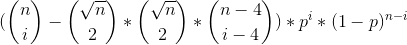 (\binom{n}{i} - \binom{\sqrt{n}}{2} * \binom{\sqrt{n}}{2} * \binom{n-4}{i-4}) * p^i * (1-p)^{n-i}